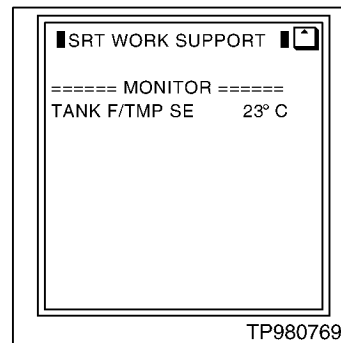 SRT WORK SUPPORT
====== MONITOR ======
TANK F/TMP SE 23° C
TP980769